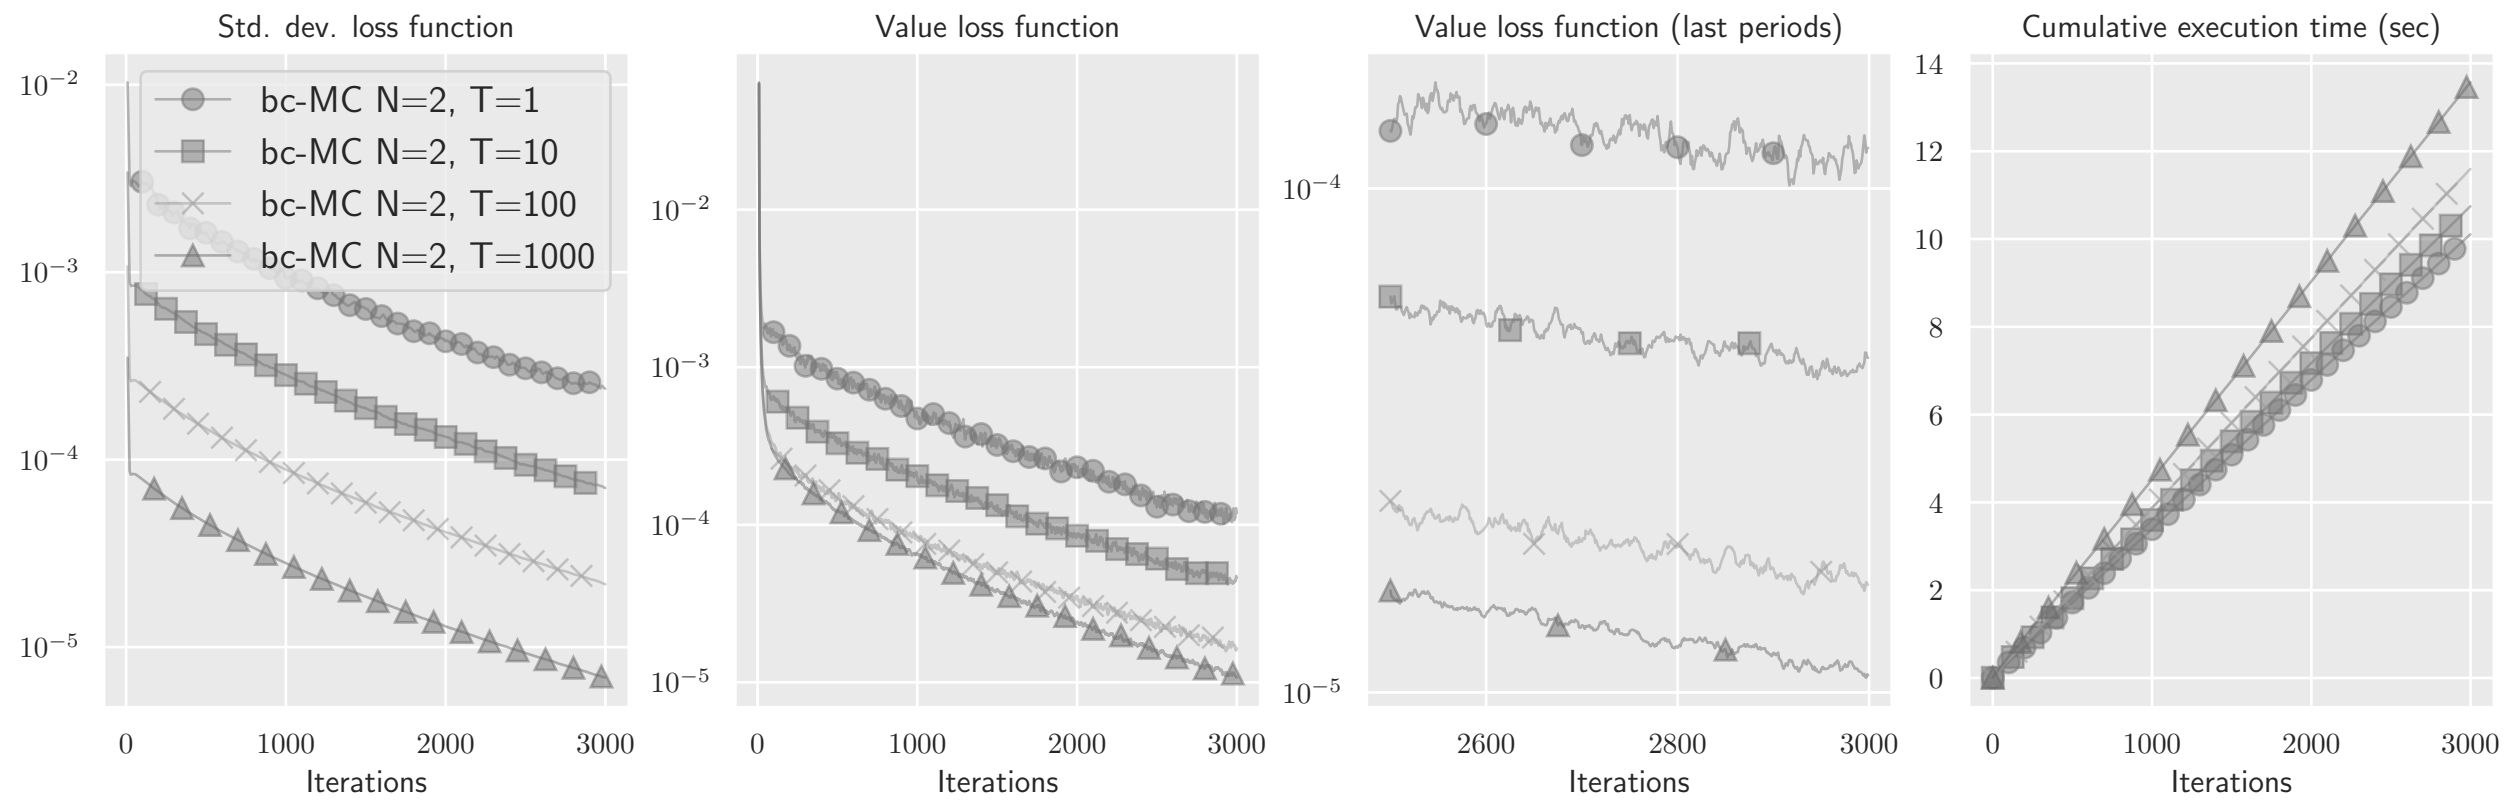 Std. dev. loss function
10⁻²
10⁻³
10⁻⁴
10⁻⁵
bc-MC N=2, T=1
bc-MC N=2, T=10
bc-MC N=2, T=100
bc-MC N=2, T=1000
0 1000 2000 3000
Iterations
Value loss function
10⁻²
10⁻³
10⁻⁴
10⁻⁵
0 1000 2000 3000
Iterations
Value loss function (last periods)
10⁻⁴
10⁻⁵
2600 2800 3000
Iterations
Cumulative execution time (sec)
14
12
10
8
6
4
2
0
0 1000 2000 3000
Iterations